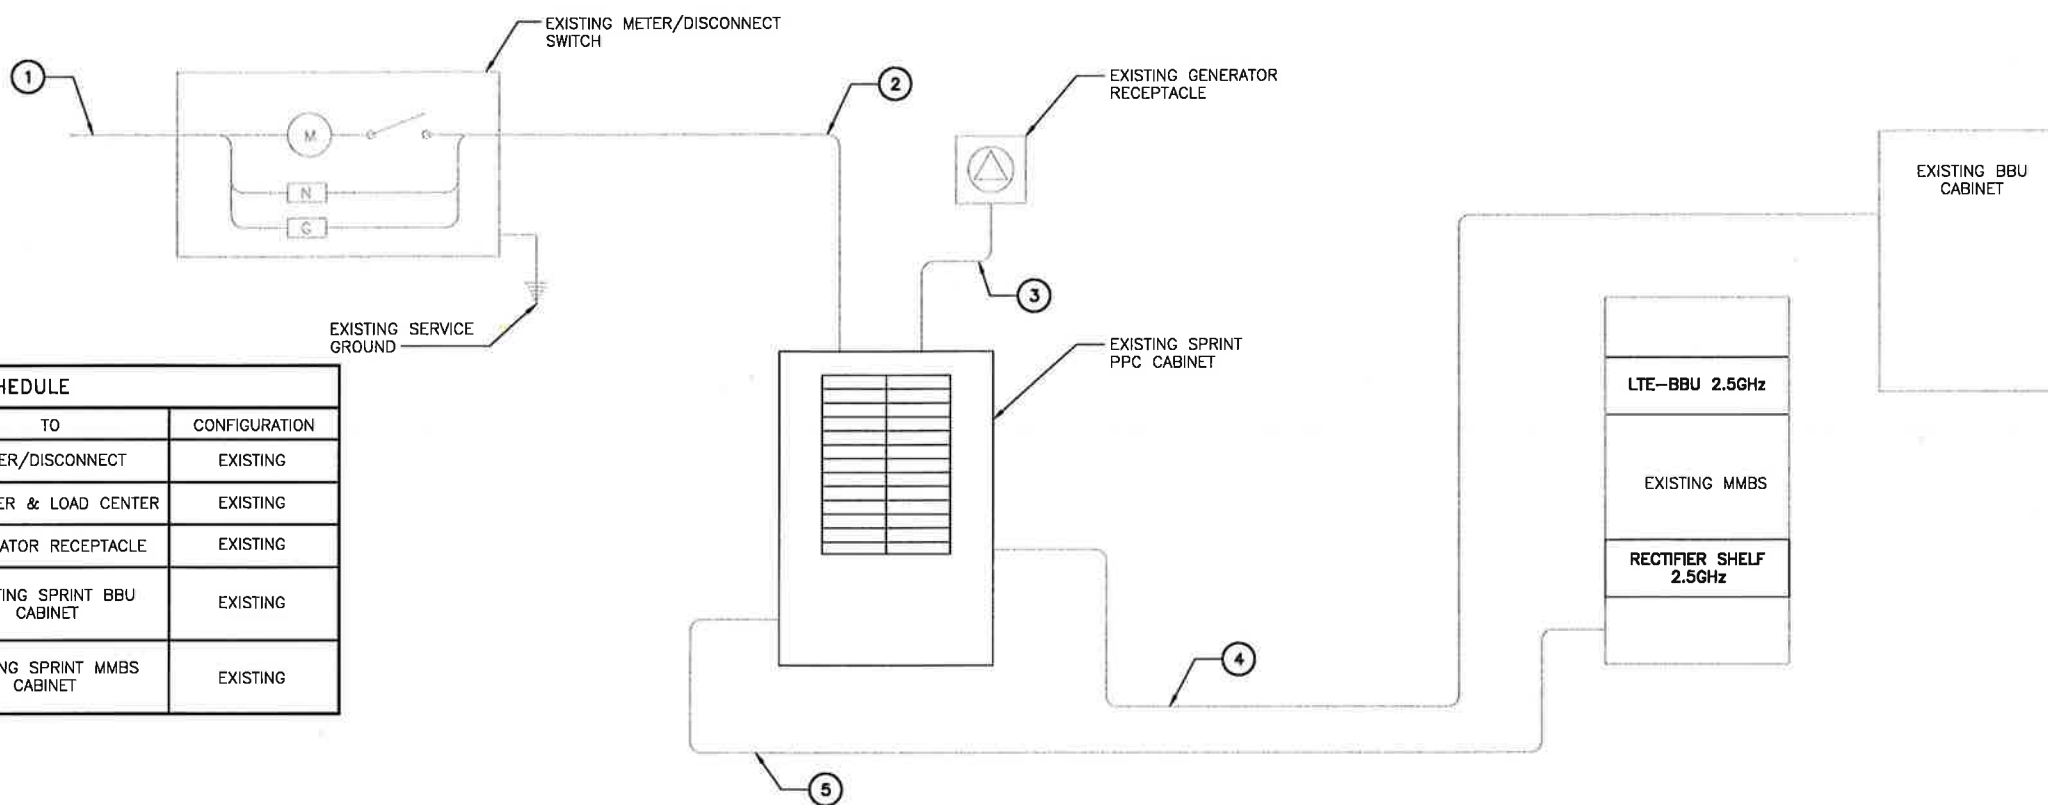 EXISTING METER/DISCONNECT
SWITCH
1
2
EXISTING GENERATOR
RECEPTACLE
M
N
G
EXISTING BBU
CABINET
3
EXISTING SERVICE
GROUND
EXISTING SPRINT
PPC CABINET
HEDULE
TO
CONFIGURATION
ER/DISCONNECT
EXISTING
ER & LOAD CENTER
EXISTING
ATOR RECEPTACLE
EXISTING
TING SPRINT BBU
CABINET
EXISTING
NG SPRINT MMBS
CABINET
EXISTING
LTE-BBU 2.5GHz
EXISTING MMBS
RECTIFIER SHELF
2.5GHz
4
5